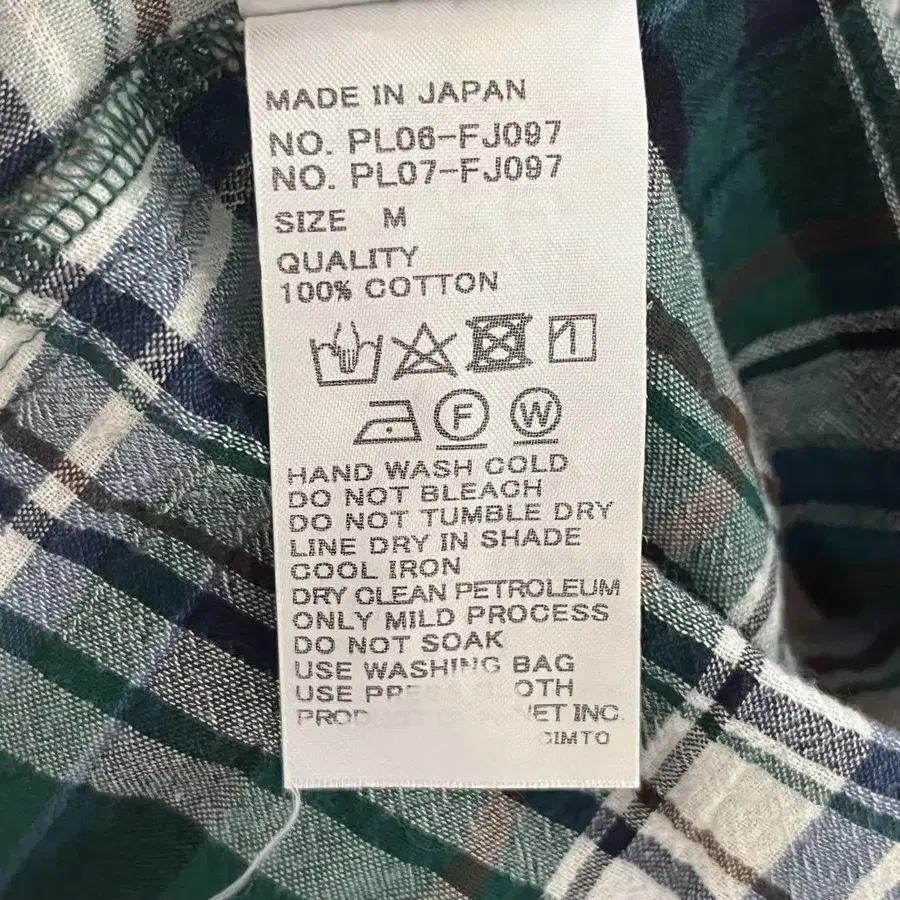 MADE IN JAPAN
NO. PL06-FJ097
NO. PL07-FJ097
SIZE M
QUALITY
100% COTTON
F W
HAND WASH COLD
DO NOT BLEACH
DO NOT TUMBLE DRY
LINE DRY IN SHADE
COOL IRON
DRY CLEAN PETROLEUM
ONLY MILD PROCESS
DO NOT SOAK
USE WASHING BAG
USE
INC.